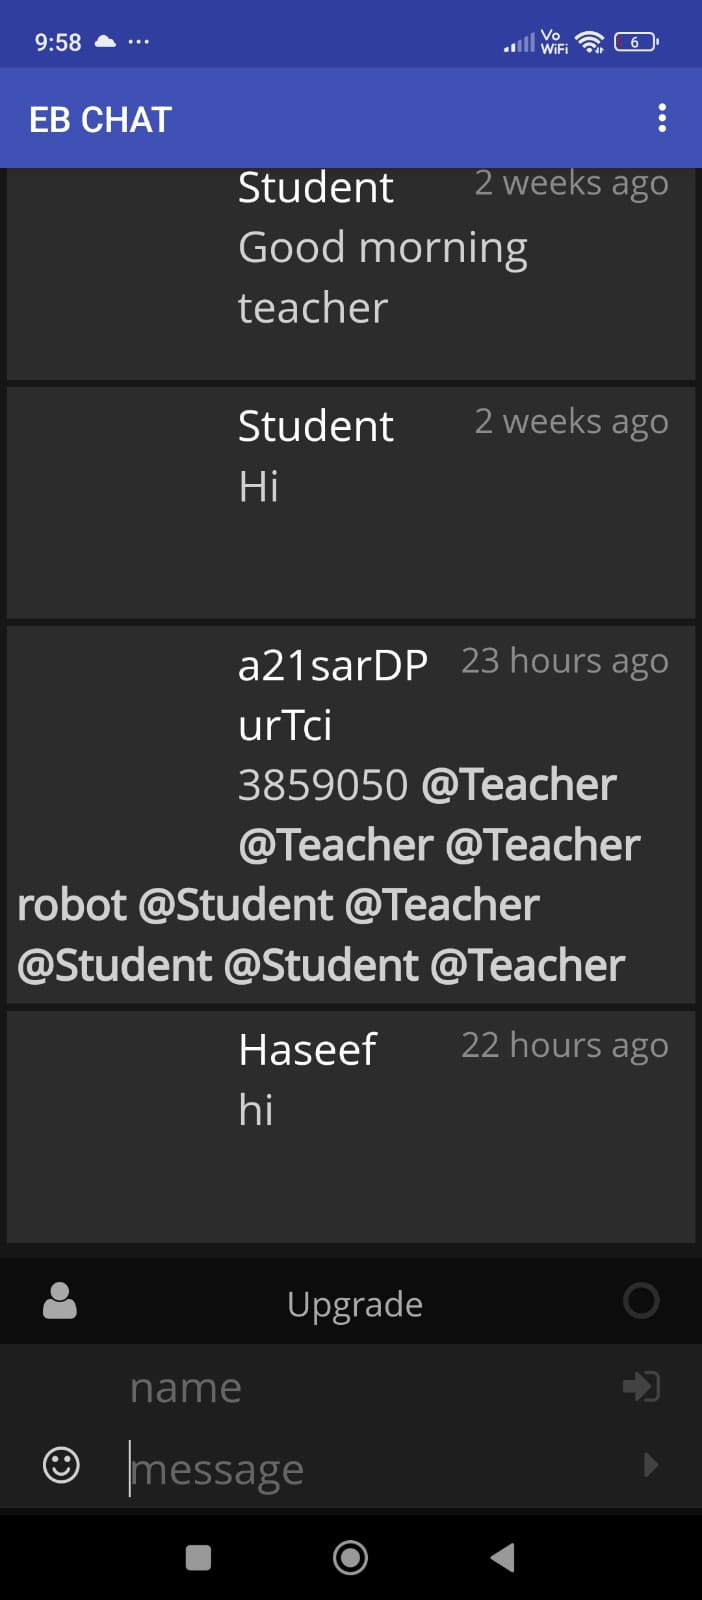 9:58
Vo
WiFi
6
EB CHAT
Student 2 weeks ago
Good morning
teacher
Student 2 weeks ago
Hi
a21sarDP 23 hours ago
urTci
3859050 @Teacher
@Teacher @Teacher
robot @Student @Teacher
@Student @Student @Teacher
Haseef 22 hours ago
hi
Upgrade
name
message